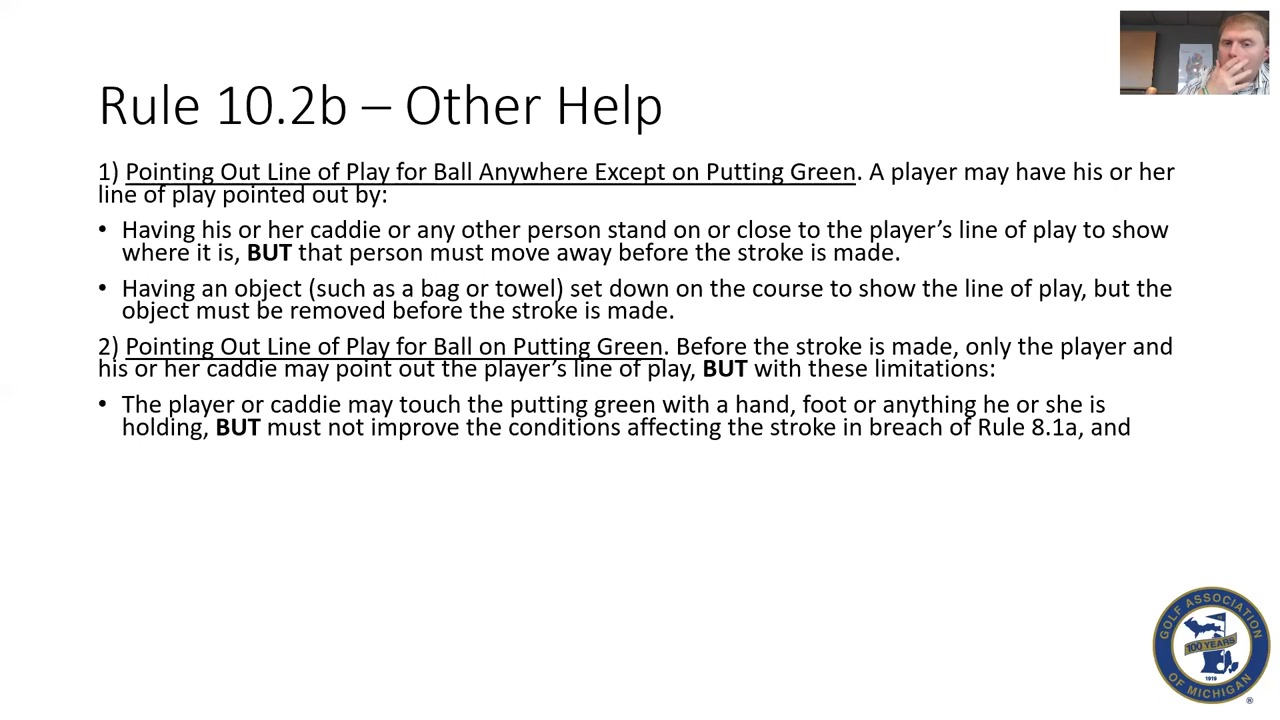 Rule 10.2b – Other Help
1) Pointing Out Line of Play for Ball Anywhere Except on Putting Green. A player may have his or her
line of play pointed out by:
• Having his or her caddie or any other person stand on or close to the player’s line of play to show
where it is, BUT that person must move away before the stroke is made.
• Having an object (such as a bag or towel) set down on the course to show the line of play, but the
object must be removed before the stroke is made.
2) Pointing Out Line of Play for Ball on Putting Green. Before the stroke is made, only the player and
his or her caddie may point out the player’s line of play, BUT with these limitations:
• The player or caddie may touch the putting green with a hand, foot or anything he or she is
holding, BUT must not improve the conditions affecting the stroke in breach of Rule 8.1a, and
GOLF ASSOCIATION
100 YEARS
1919
OF MICHIGAN
®